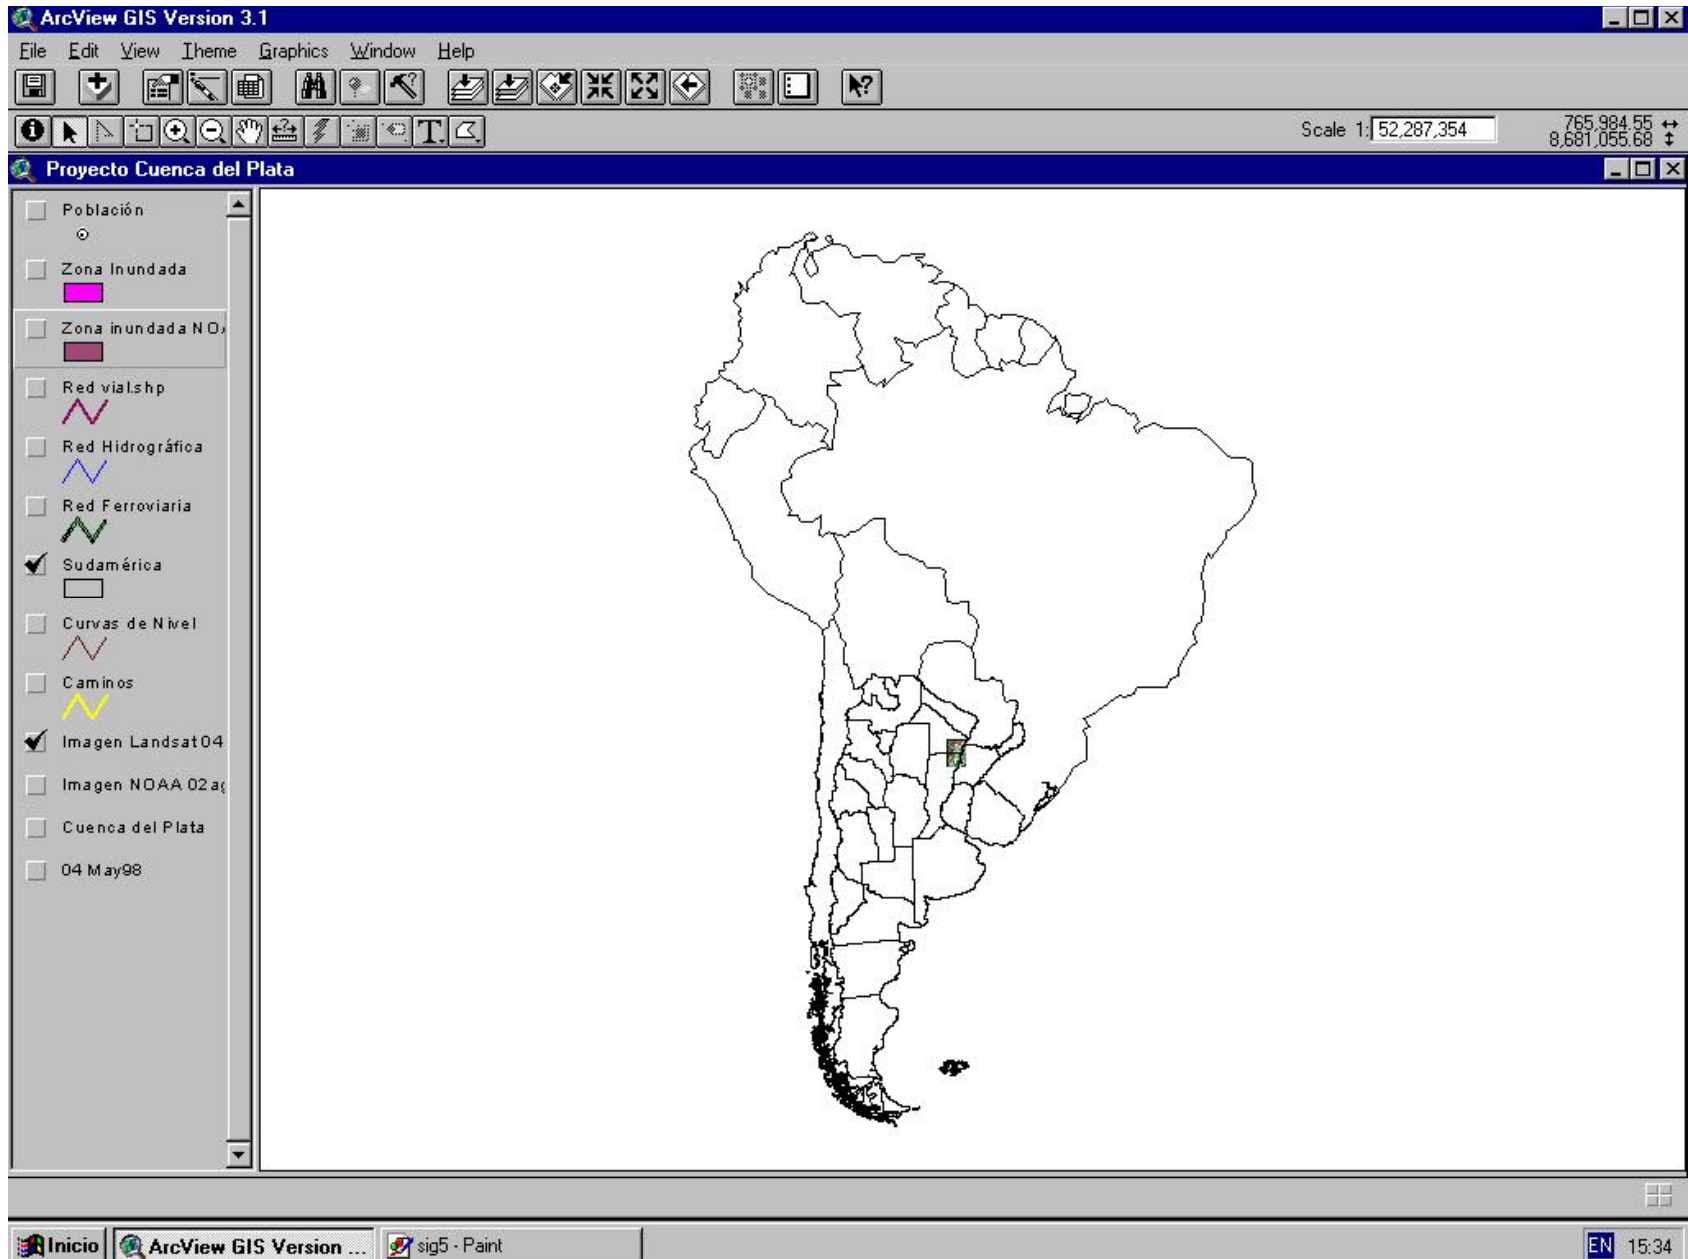 ArcView GIS Version 3.1
File Edit View Theme Graphics Window Help
Scale 1: 52,287,354
765,984.55
8,681,055.68
Proyecto Cuenca del Plata
Población
Zona Inundada
Zona inundada NO
Red vial.shp
Red Hidrográfica
Red Ferroviaria
Sudamérica
Curvas de Nivel
Caminos
Imagen Landsat 04
Imagen NOAA 02ag
Cuenca del Plata
04 May98
Inicio
ArcView GIS Version ...
sig5 - Paint
EN 15:34